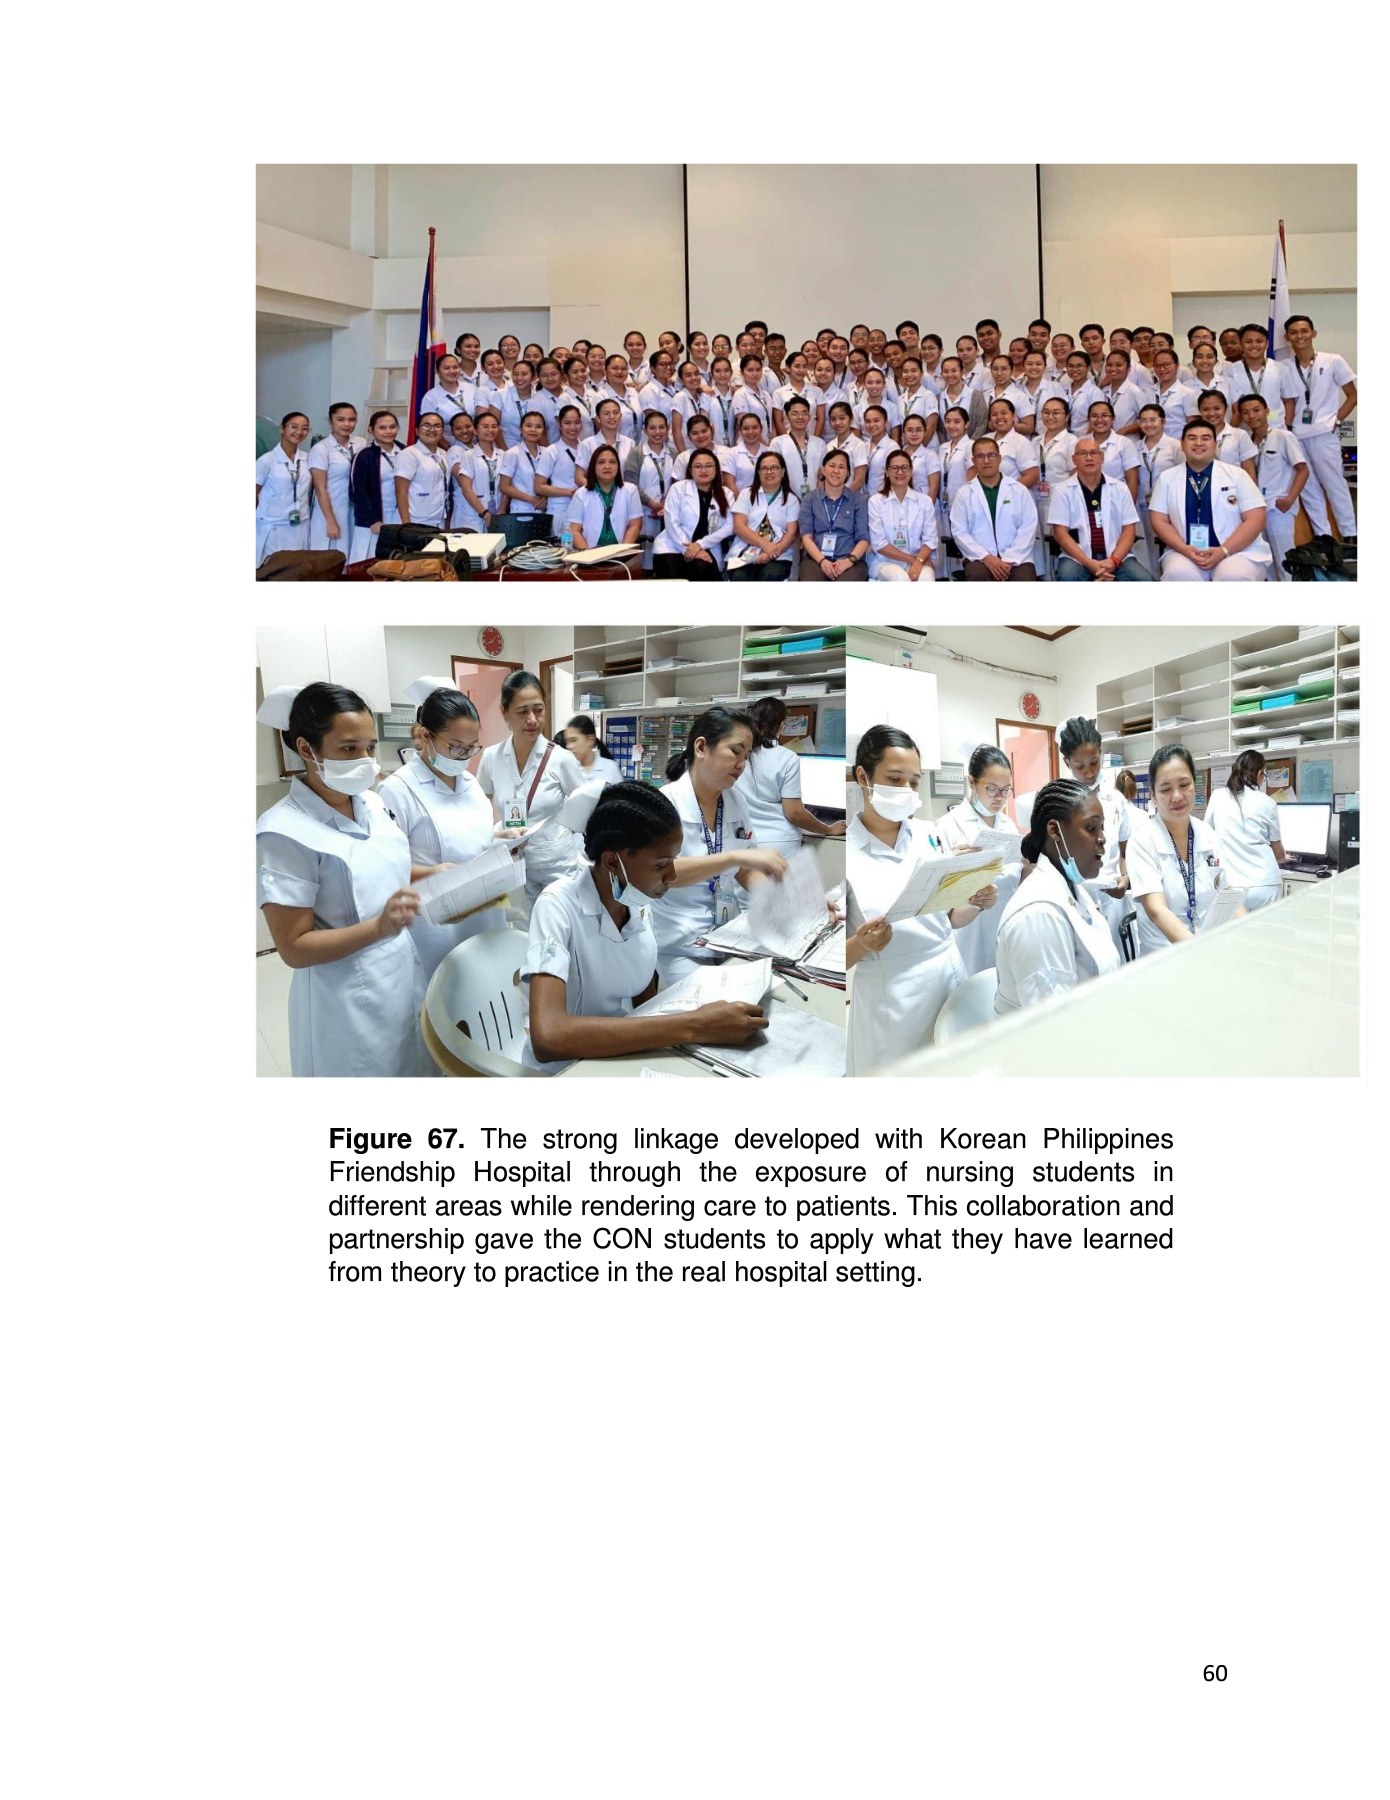 Figure 67. The strong linkage developed with Korean Philippines
Friendship Hospital through the exposure of nursing students in
different areas while rendering care to patients. This collaboration and
partnership gave the CON students to apply what they have learned
from theory to practice in the real hospital setting.
60